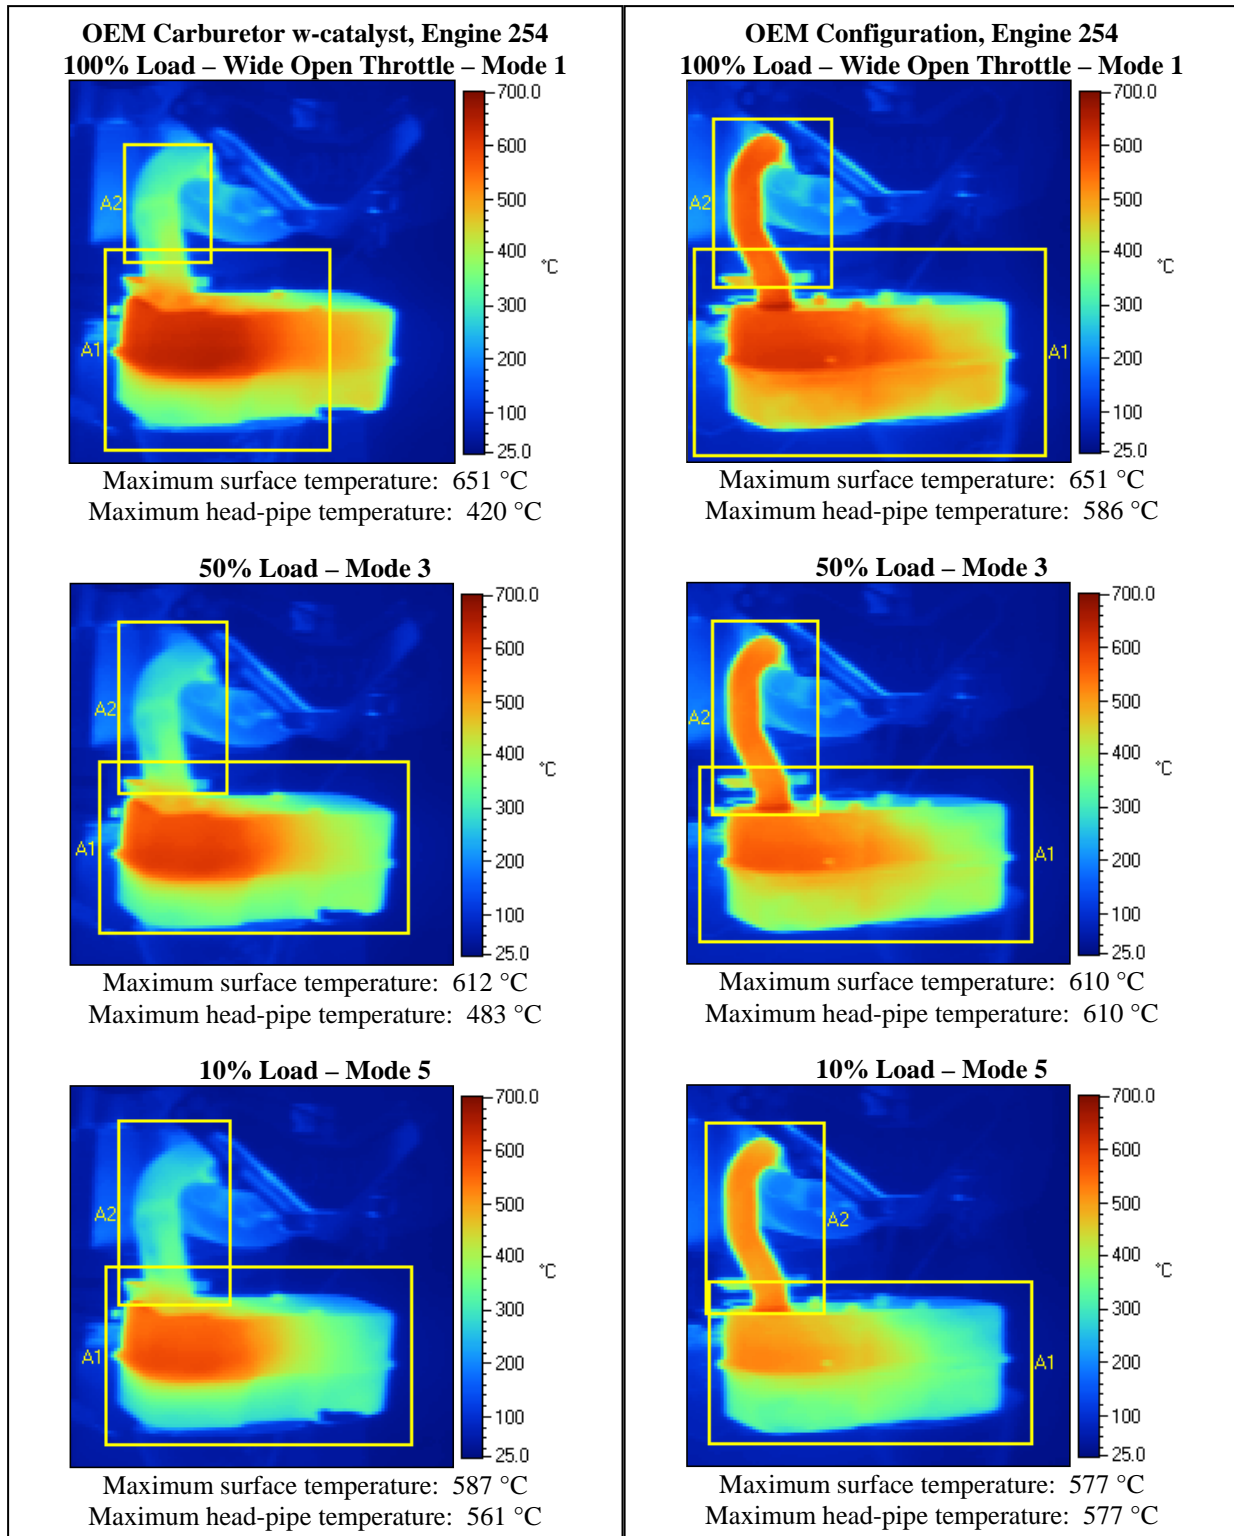 OEM Carburetor w-catalyst, Engine 254
100% Load – Wide Open Throttle – Mode 1
A2
A1
700.0
600
500
400
°C
300
200
100
25.0
Maximum surface temperature: 651 °C
Maximum head-pipe temperature: 420 °C
50% Load – Mode 3
A2
A1
700.0
600
500
400
°C
300
200
100
25.0
Maximum surface temperature: 612 °C
Maximum head-pipe temperature: 483 °C
10% Load – Mode 5
A2
A1
700.0
600
500
400
°C
300
200
100
25.0
Maximum surface temperature: 587 °C
Maximum head-pipe temperature: 561 °C
OEM Configuration, Engine 254
100% Load – Wide Open Throttle – Mode 1
A2
A1
700.0
600
500
400
°C
300
200
100
25.0
Maximum surface temperature: 651 °C
Maximum head-pipe temperature: 586 °C
50% Load – Mode 3
A2
A1
700.0
600
500
400
°C
300
200
100
25.0
Maximum surface temperature: 610 °C
Maximum head-pipe temperature: 610 °C
10% Load – Mode 5
A2
A1
700.0
600
500
400
°C
300
200
100
25.0
Maximum surface temperature: 577 °C
Maximum head-pipe temperature: 577 °C